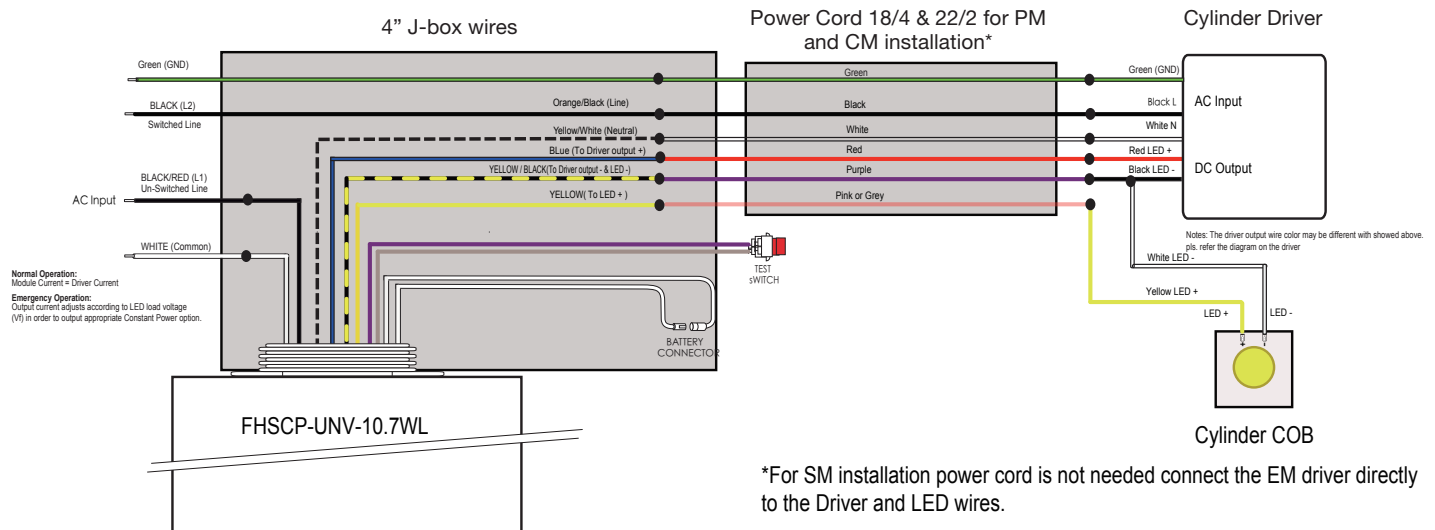 4” J-box wires
Power Cord 18/4 & 22/2 for PM
and CM installation*
Cylinder Driver
Green (GND)
Green
Green (GND)
BLACK (L2)
Switched Line
Orange/Black (Line)
Black
Black L
AC Input
Yellow/White (Neutral)
White
White N
BLue (To Driver output +)
Red
Red LED +
YELLOW / BLACK(To Driver output - & LED -)
Purple
Black LED -
DC Output
BLACK/RED (L1)
Un-Switched Line
AC Input
YELLOW( To LED + )
Pink or Grey
Notes: The driver output wire color may be different with showed above.
pls. refer the diagram on the driver
WHITE (Common)
TEST
sWITCH
White LED -
Normal Operation:
Module Current = Driver Current
Emergency Operation:
Output current adjusts according to LED load voltage
(Vf) in order to output appropriate Constant Power option.
Yellow LED +
LED +
LED -
BATTERY
CONNECTOR
+
-
FHSCP-UNV-10.7WL
Cylinder COB
*For SM installation power cord is not needed connect the EM driver directly
to the Driver and LED wires.